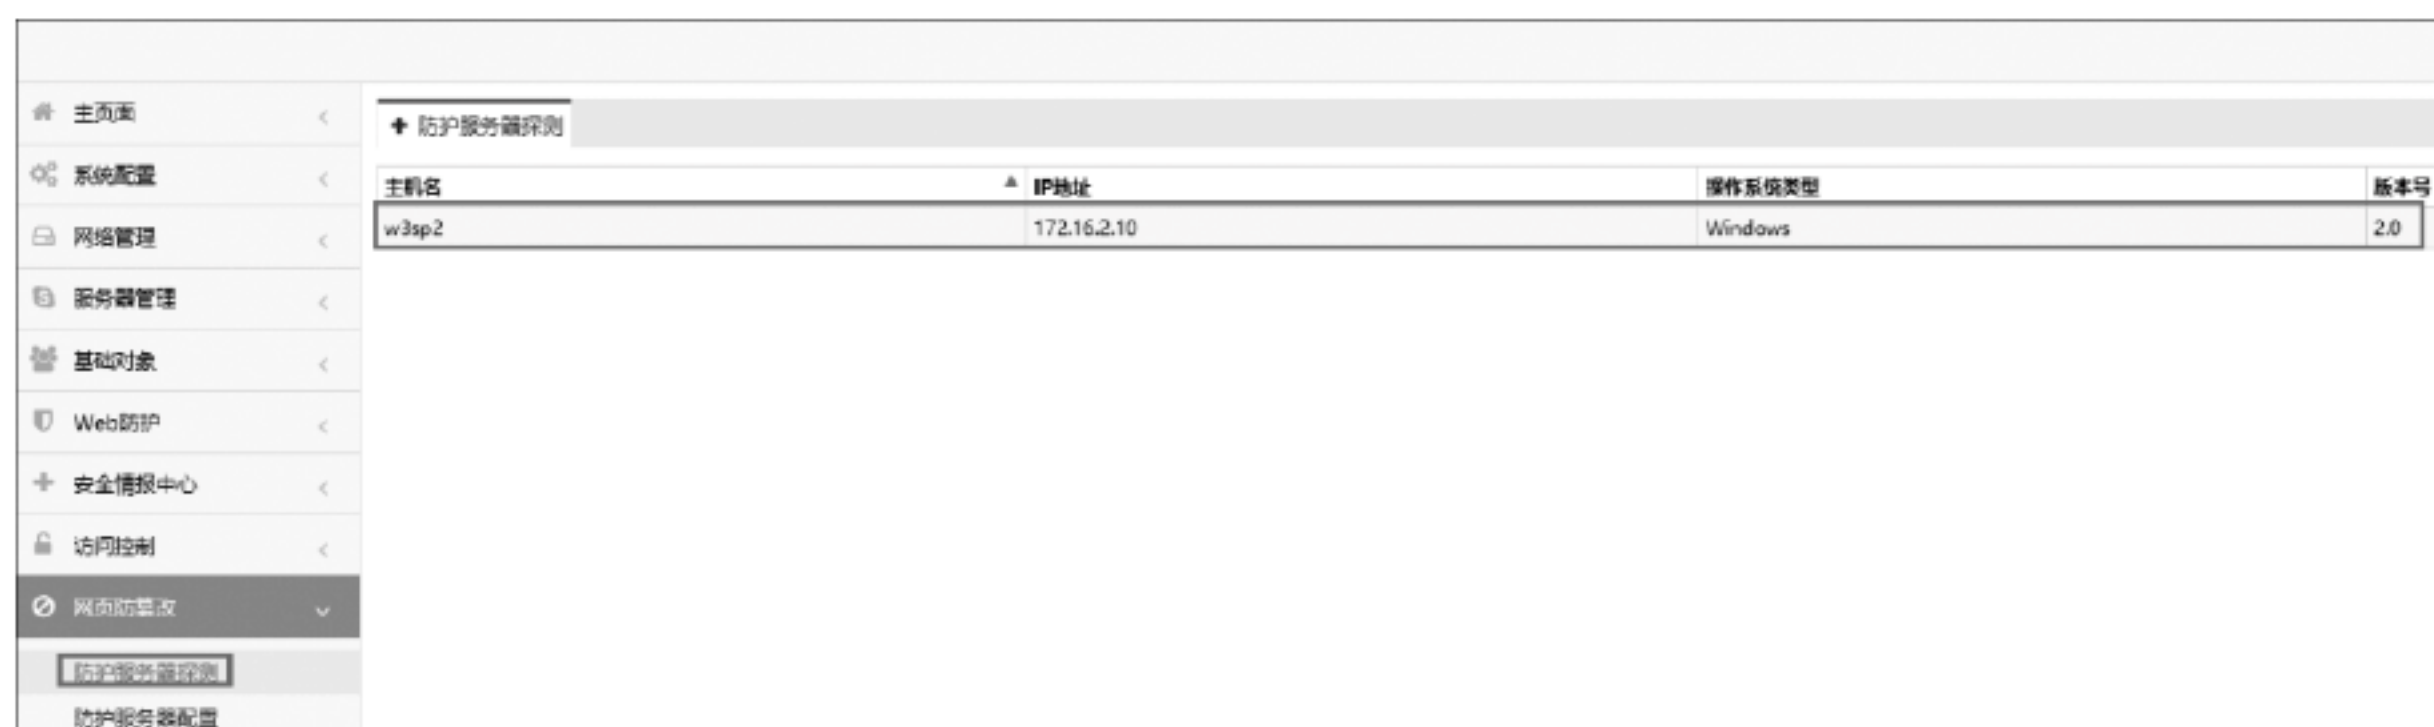 主页面
系统配置
网络管理
服务器管理
基础对象
Web防护
安全情报中心
访问控制
网页防篡改
防护服务器探测
防护服务器配置
防护服务器探测
主机名 IP地址 操作系统类型 版本号
w3sp2 172.16.2.10 Windows 2.0